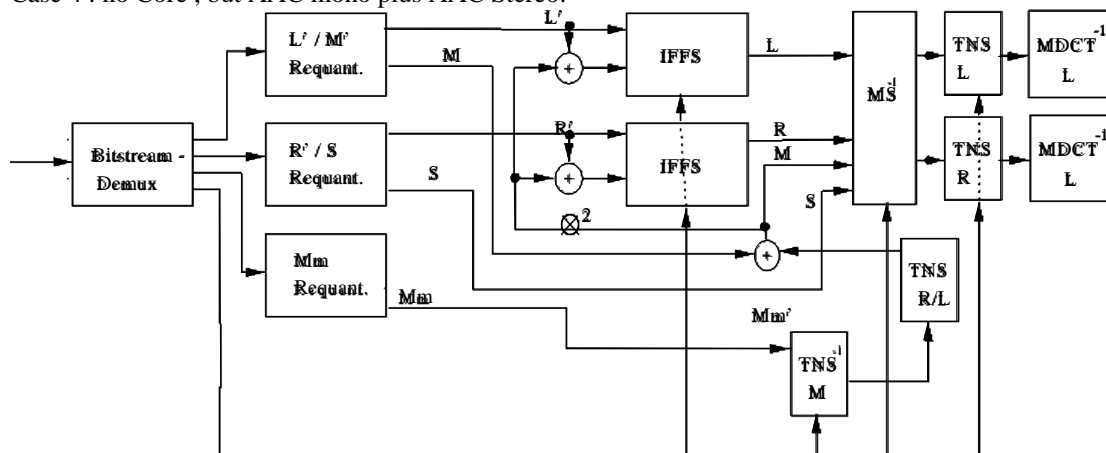 Case 4 : no Core , but AAC mono plus AAC Stereo:
L' / M'
Requant.
L'
M
+
IFFS
L
MS-1
TNS
L
MDCT-1
L
Bitstream -
Demux
R' / S
Requant.
R'
S
+
IFFS
R
M
S
TNS
R
MDCT-1
L
2
+
Mm
Requant.
Mm
Mm'
TNS
R/L
TNS-1
M